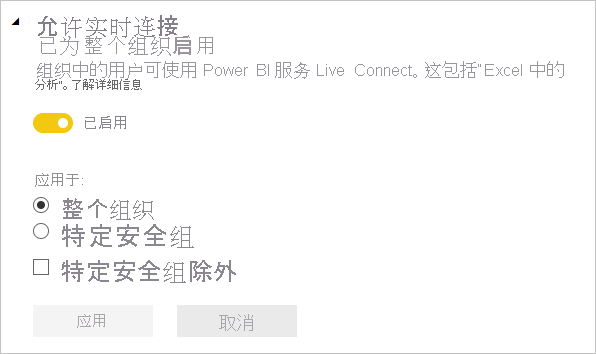 允许实时连接
已为整个组织启用
组织中的用户可使用 Power BI 服务 Live Connect。这包括“Excel 中的
分析”。了解详细信息
已启用
应用于:
整个组织
特定安全组
特定安全组除外
应用 取消